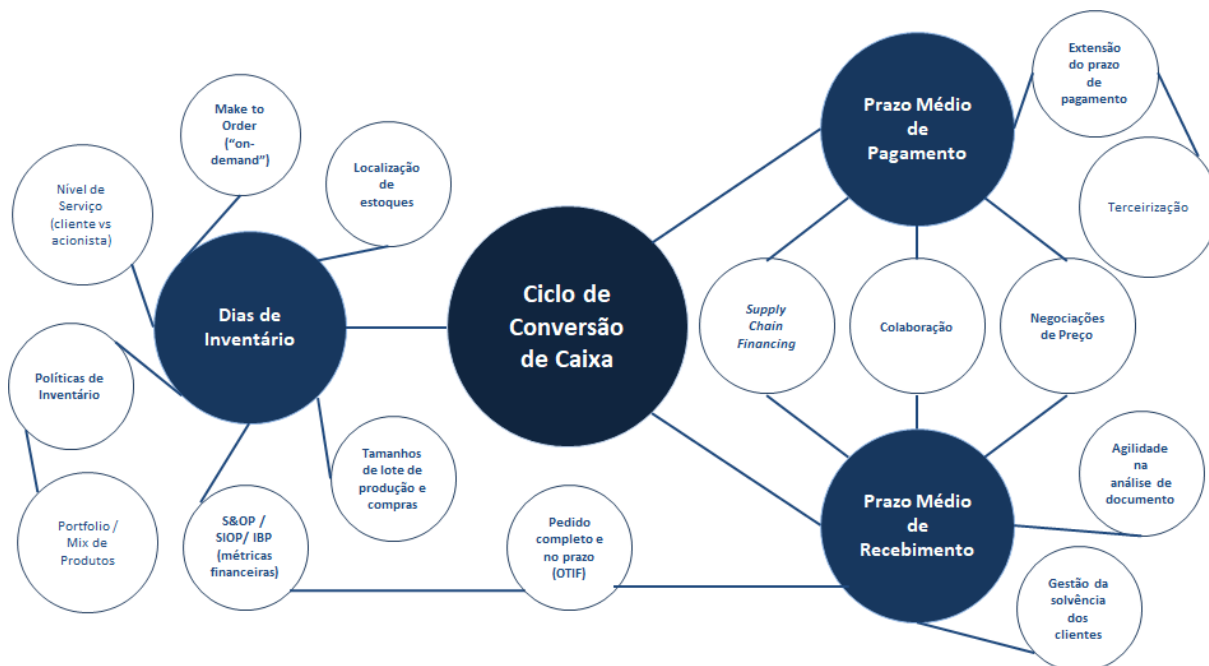 Make to
Order
(“on-
demand”)
Localização
de
estoques
Nível de
Serviço
(cliente vs
acionista)
Dias de
Inventário
Políticas de
Inventário
Portfolio /
Mix de
Produtos
S&OP /
SIOP/ IBP
(métricas
financeiras)
Tamanhos
de lote de
produção e
compras
Pedido
completo e
no prazo
(OTIF)
Ciclo de
Conversão
de Caixa
Prazo Médio
de
Pagamento
Extensão
do prazo
de
pagamento
Terceirização
Supply
Chain
Financing
Colaboração
Negociações
de Preço
Prazo Médio
de
Recebimento
Agilidade
na
análise de
documento
Gestão da
solvência
dos
clientes